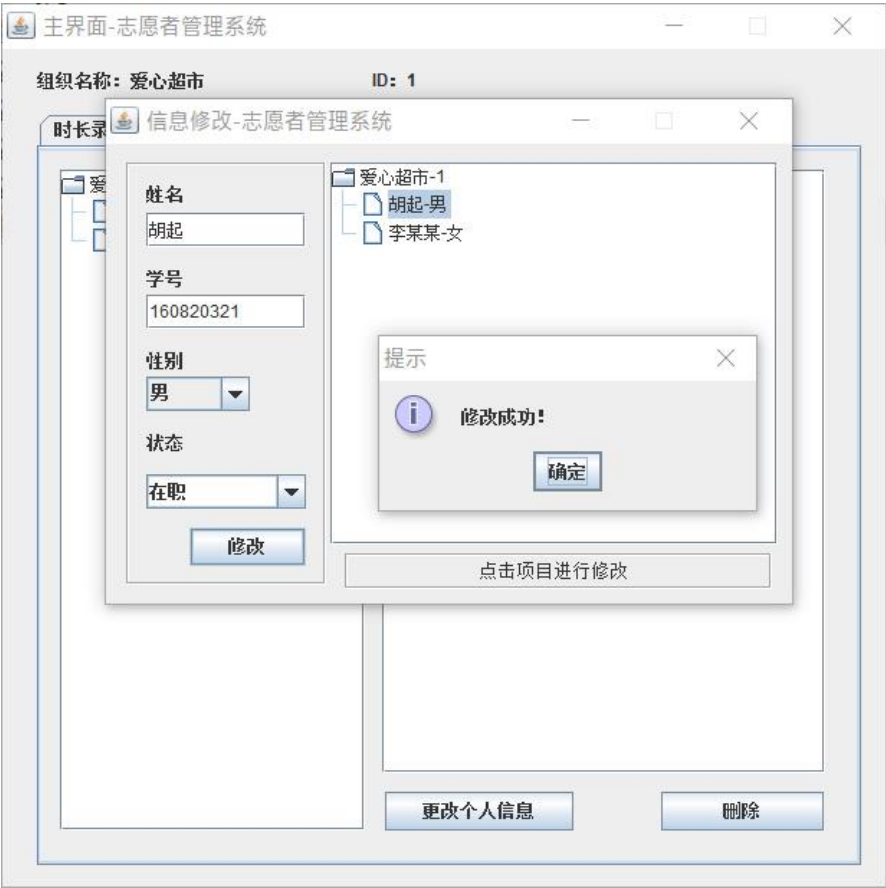 主界面-志愿者管理系统
组织名称：爱心超市
ID：1
时长录
爱
信息修改-志愿者管理系统
姓名
胡起
学号
160820321
性别
男
状态
在职
修改
爱心超市-1
胡起-男
李某某-女
提示
修改成功！
确定
点击项目进行修改
更改个人信息
删除